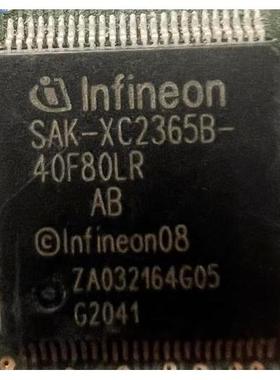 Infineon
SAK-XC2365B-
40F80LR
AB
©Infineon08
ZA032164G05
G2041